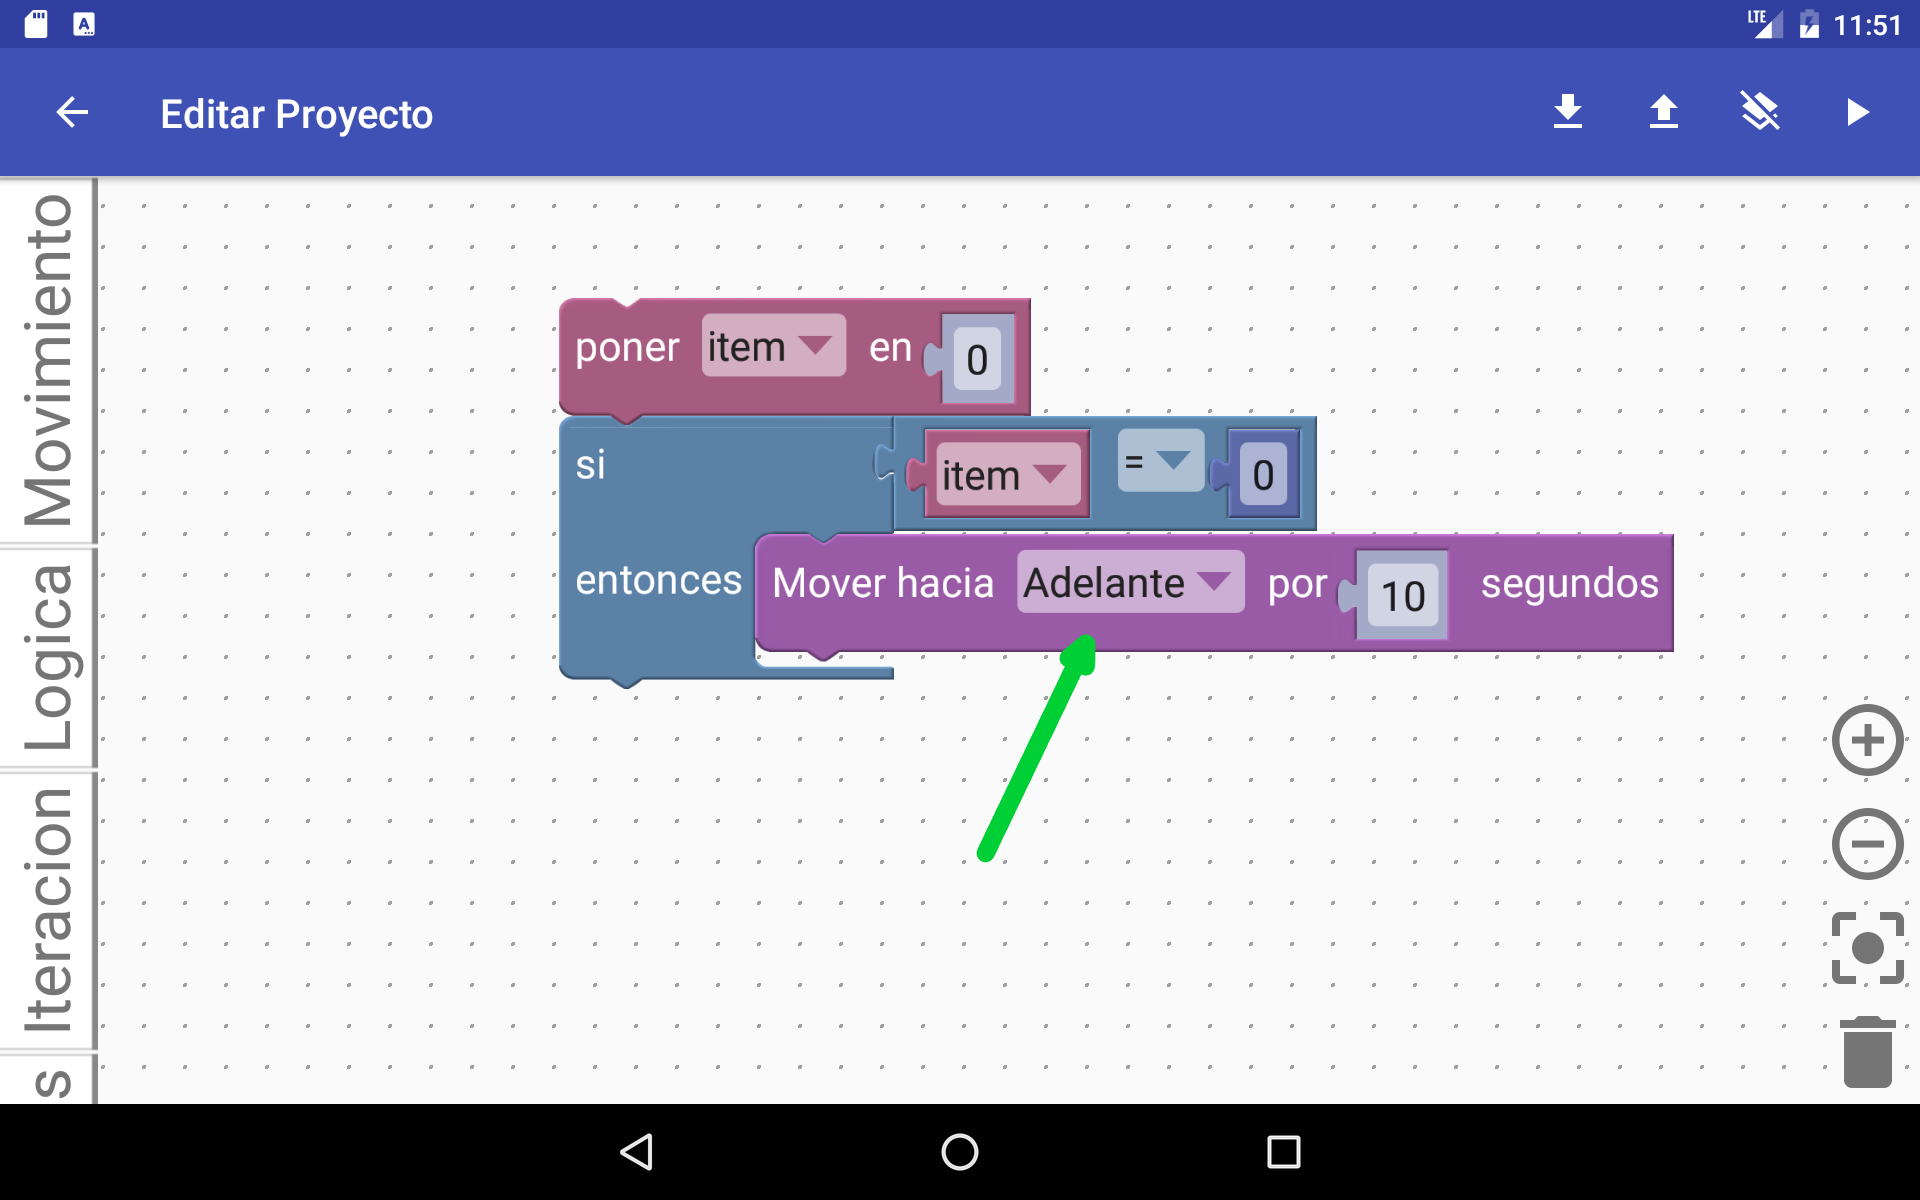 LTE 11:51
Editar Proyecto
Movimiento
Logica
Iteracion
s
poner item en 0
si item = 0
entonces Mover hacia Adelante por 10 segundos